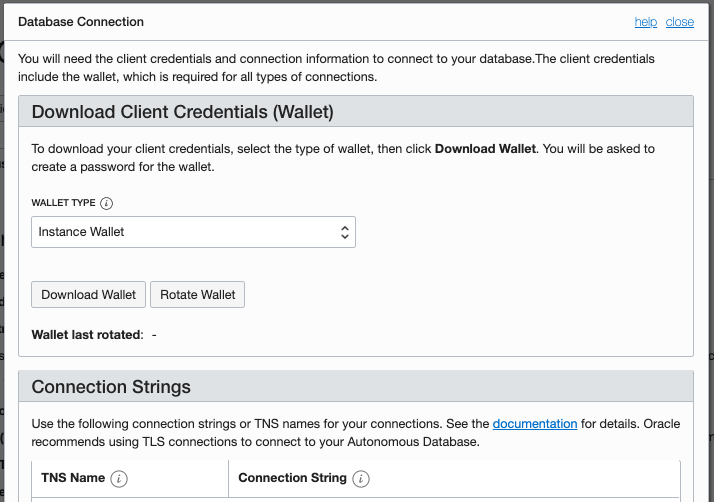 Database Connection
help close
You will need the client credentials and connection information to connect to your database.The client credentials
include the wallet, which is required for all types of connections.
Download Client Credentials (Wallet)
To download your client credentials, select the type of wallet, then click Download Wallet. You will be asked to
create a password for the wallet.
WALLET TYPE i
Instance Wallet
Download Wallet Rotate Wallet
Wallet last rotated: -
Connection Strings
Use the following connection strings or TNS names for your connections. See the documentation for details. Oracle
recommends using TLS connections to connect to your Autonomous Database.
TNS Name i Connection String i